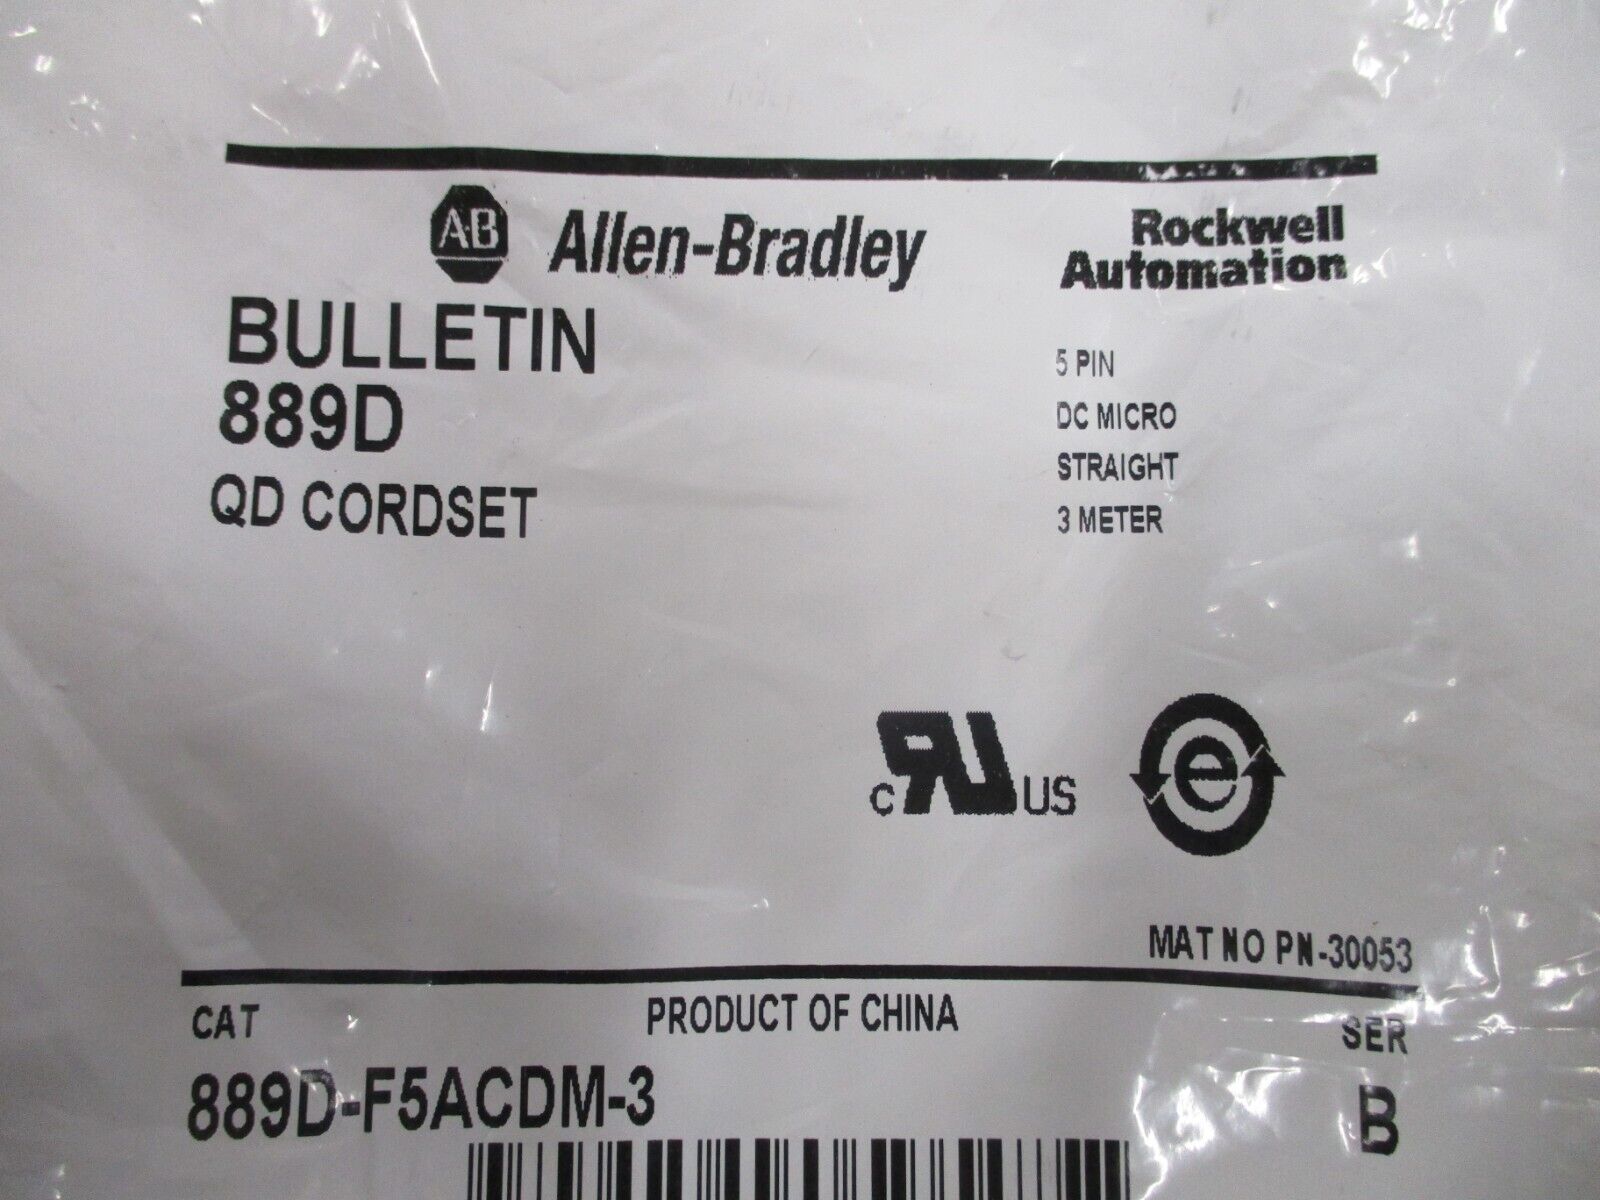 A-B Allen-Bradley
Rockwell
Automation
BULLETIN
889D
QD CORDSET
5 PIN
DC MICRO
STRAIGHT
3 METER
c RU US
e
MAT NO PN-30053
CAT
PRODUCT OF CHINA
SER
889D-F5ACDM-3
B